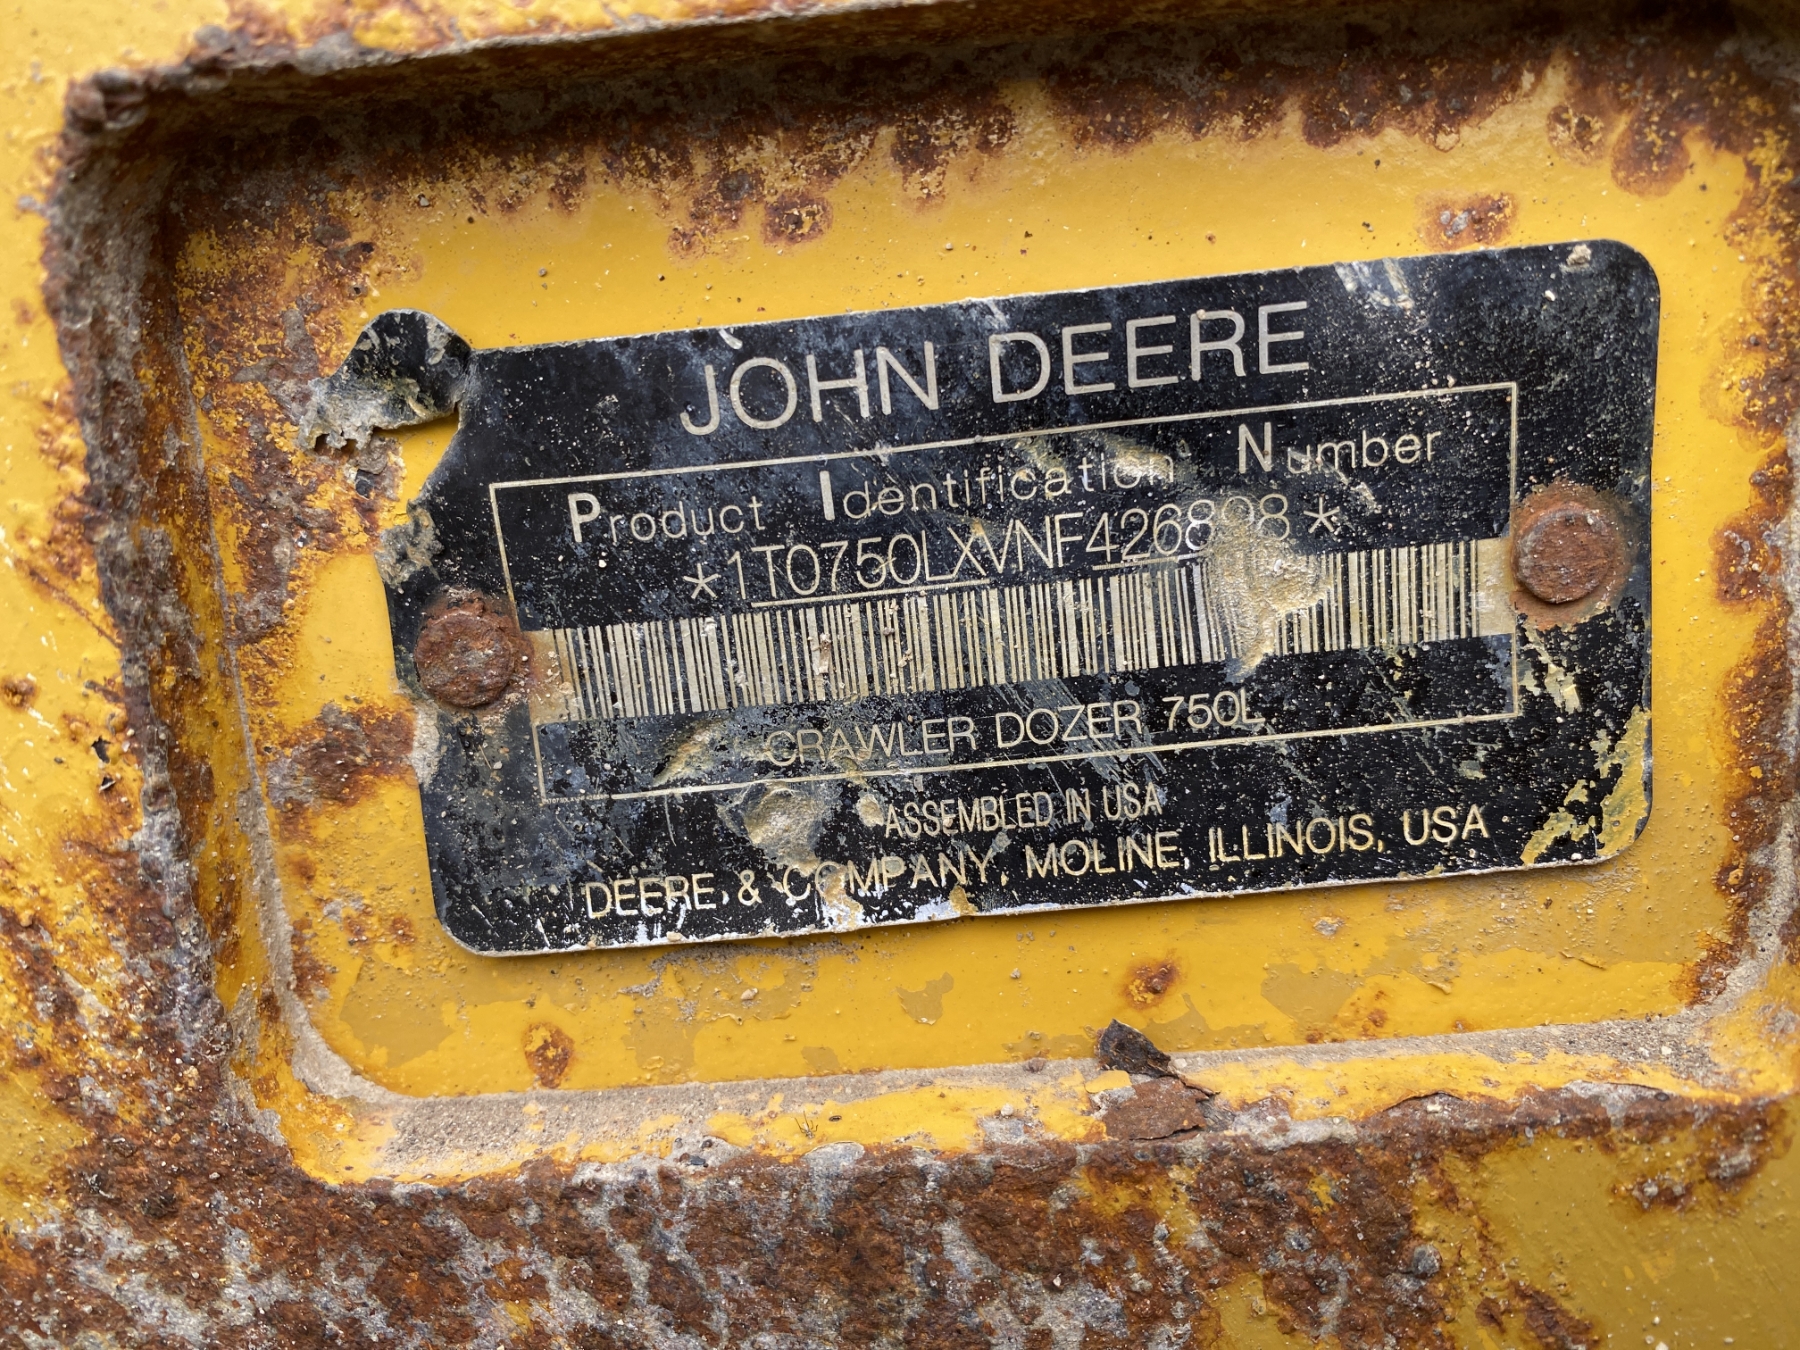 JOHN DEERE
Product Identification Number
*1T0750LXVNF426898*
CRAWLER DOZER 750L
ASSEMBLED IN USA
DEERE & COMPANY, MOLINE, ILLINOIS, USA